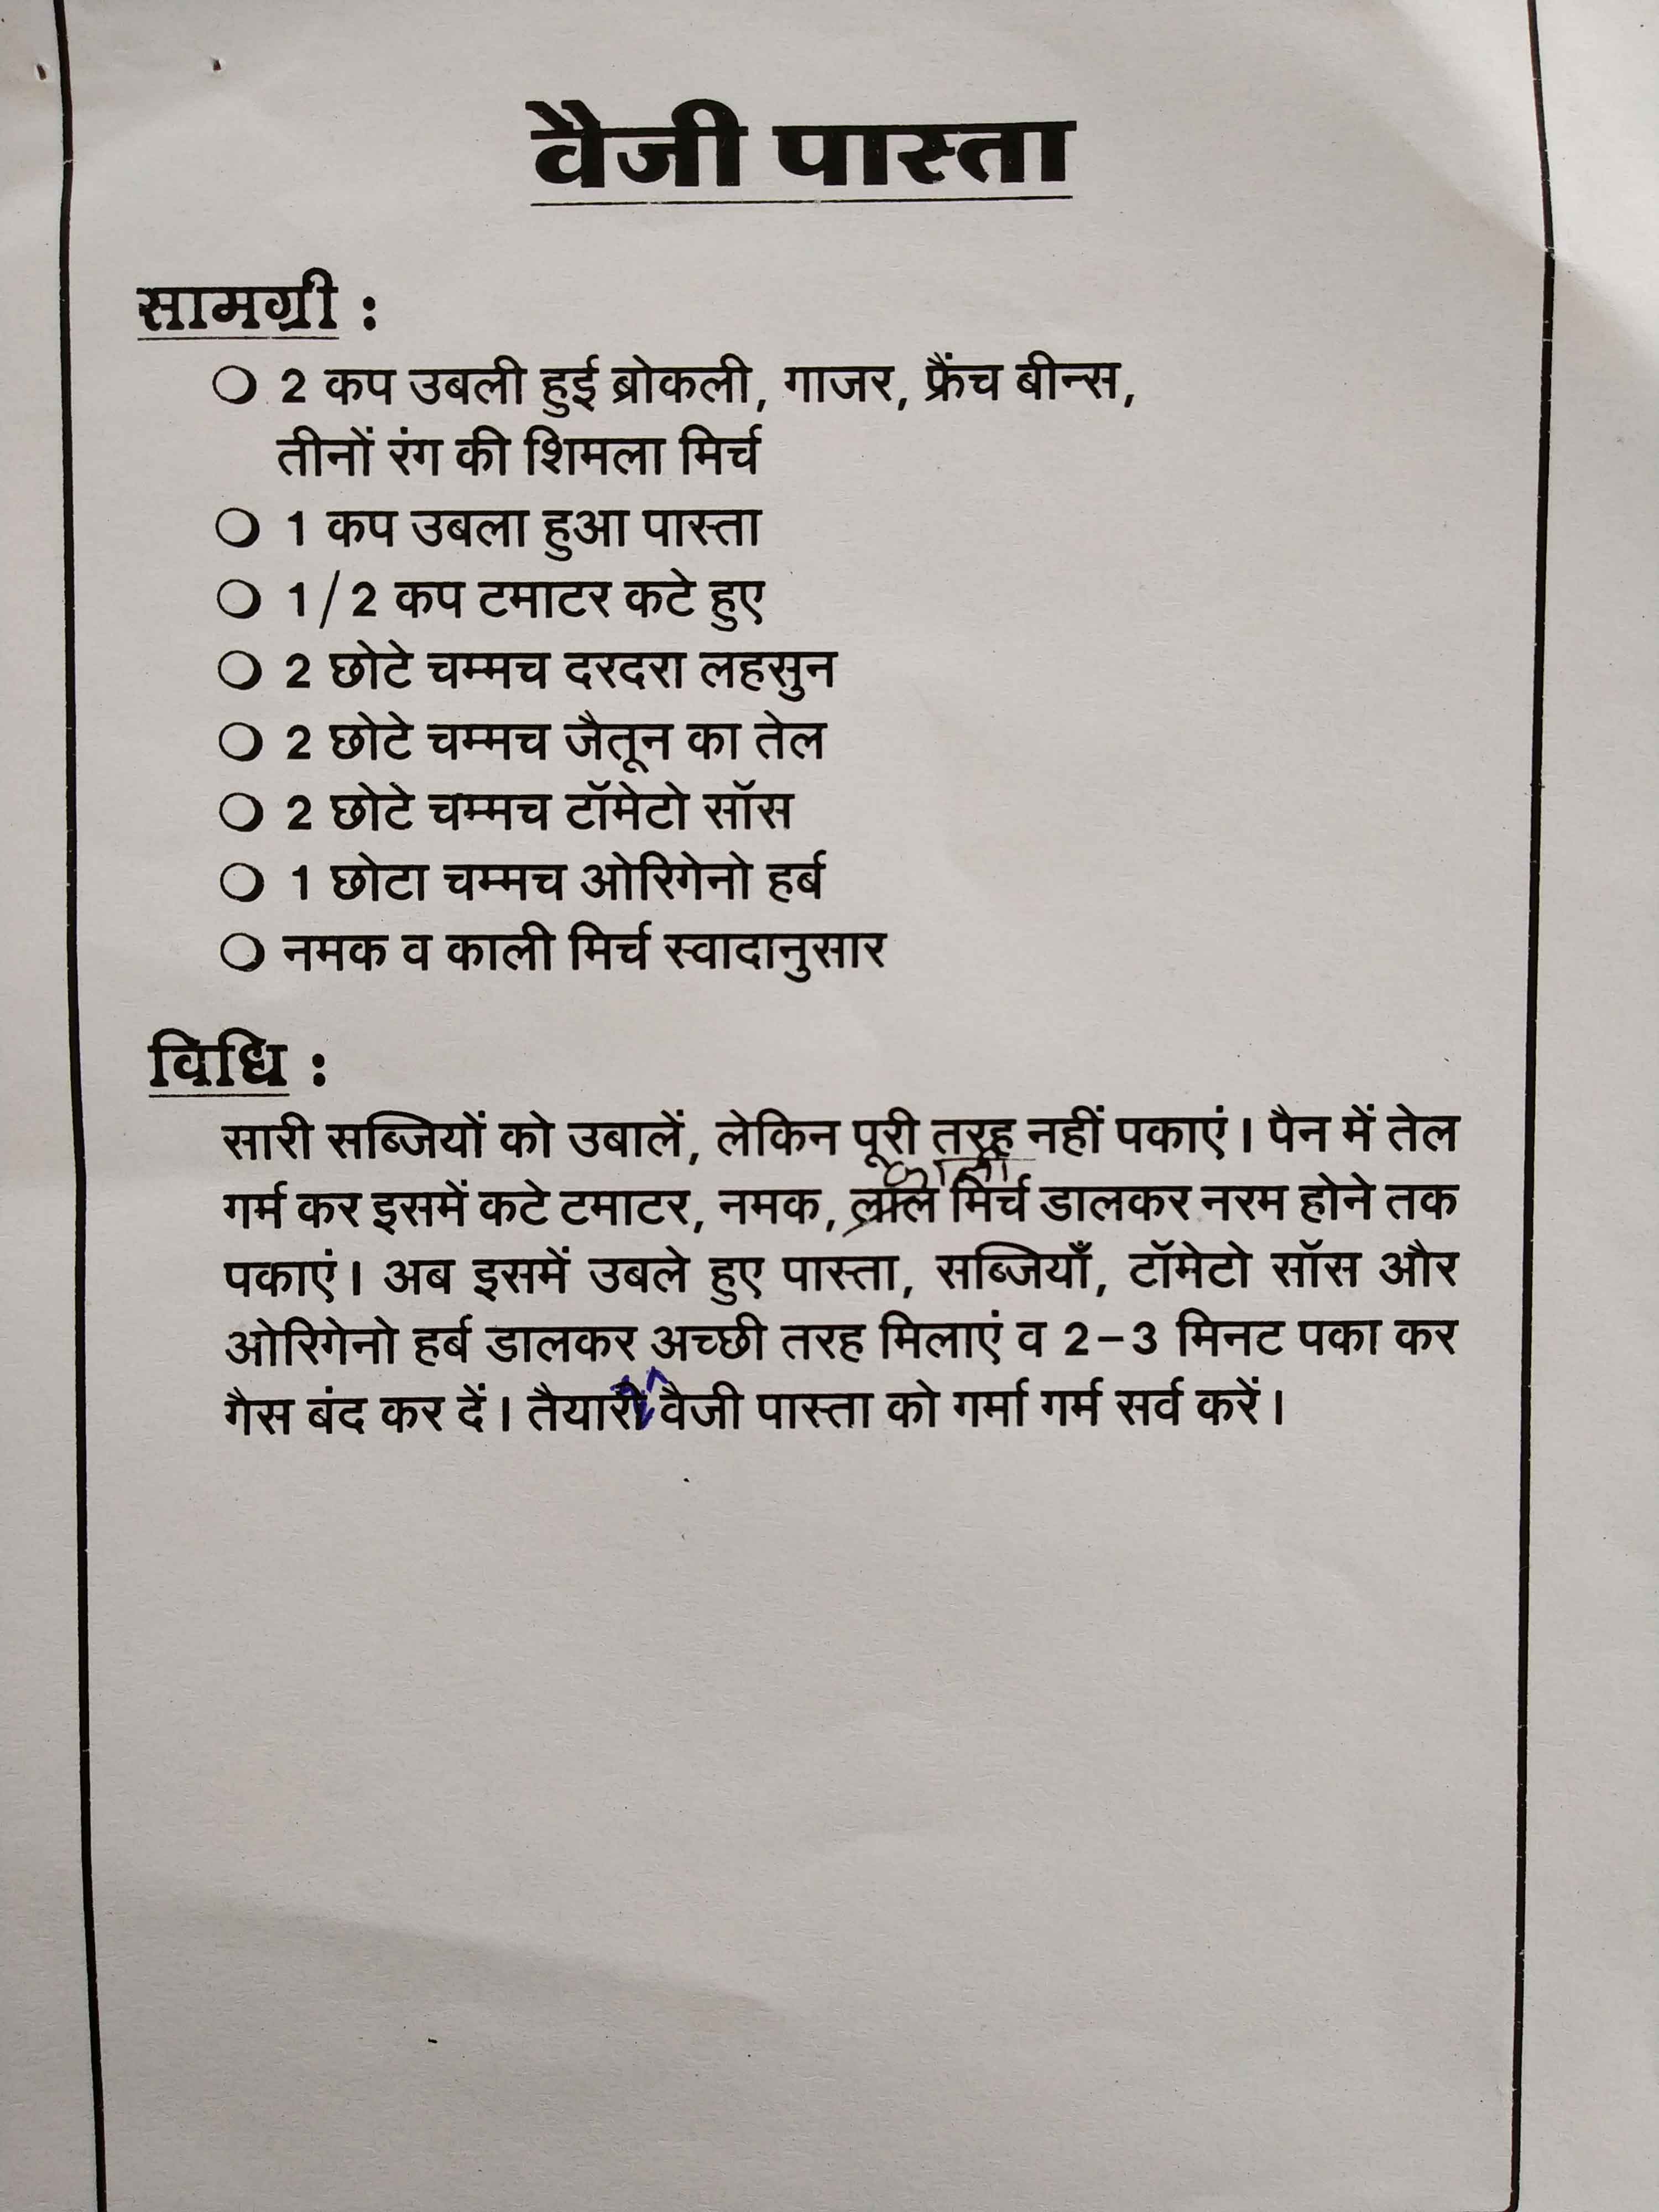 वैजी पास्ता
सामग्री :
2 कप उबली हुई ब्रोकली, गाजर, फ्रैंच बीन्स,
तीनों रंग की शिमला मिर्च
1 कप उबला हुआ पास्ता
1/2 कप टमाटर कटे हुए
2 छोटे चम्मच दरदरा लहसुन
2 छोटे चम्मच जैतून का तेल
2 छोटे चम्मच टॉमेटो सॉस
1 छोटा चम्मच ओरिगेनो हर्ब
नमक व काली मिर्च स्वादानुसार
विधि :
सारी सब्जियों को उबालें, लेकिन पूरी तरह नहीं पकाएं। पैन में तेल
काली
गर्म कर इसमें कटे टमाटर, नमक, लाल मिर्च डालकर नरम होने तक
पकाएं। अब इसमें उबले हुए पास्ता, सब्जियाँ, टॉमेटो सॉस और
ओरिगेनो हर्ब डालकर अच्छी तरह मिलाएं व 2-3 मिनट पका कर
गैस बंद कर दें। तैयारी वैजी पास्ता को गर्मा गर्म सर्व करें।